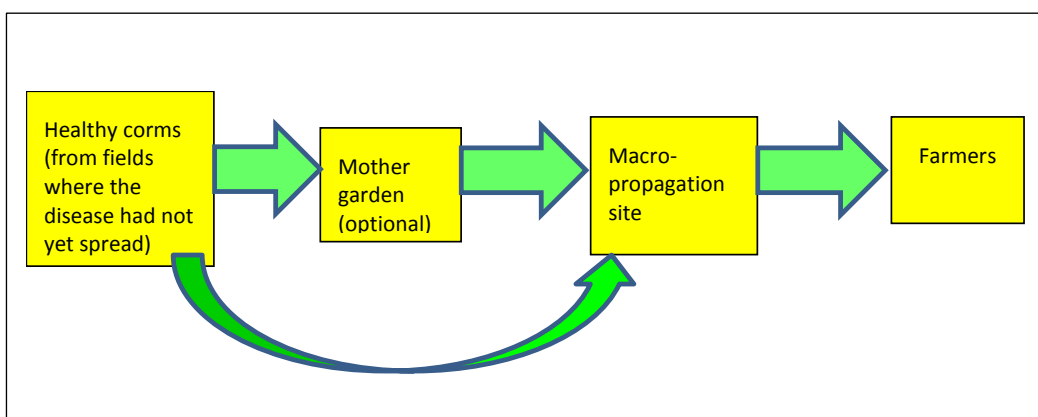 Healthy corms
(from fields
where the
disease had not
yet spread)
Mother
garden
(optional)
Macro-
propagation
site
Farmers